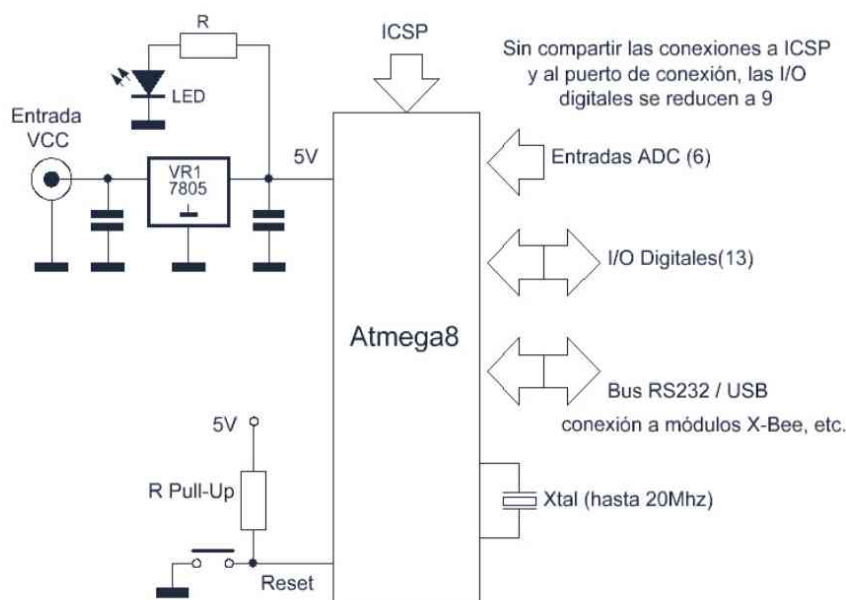 R
LED
Entrada
VCC
VR1
7805
5V
ICSP
Sin compartir las conexiones a ICSP
y al puerto de conexión, las I/O
digitales se reducen a 9
Entradas ADC (6)
I/O Digitales(13)
Atmega8
Bus RS232 / USB
conexión a módulos X-Bee, etc.
5V
R Pull-Up
Xtal (hasta 20Mhz)
Reset